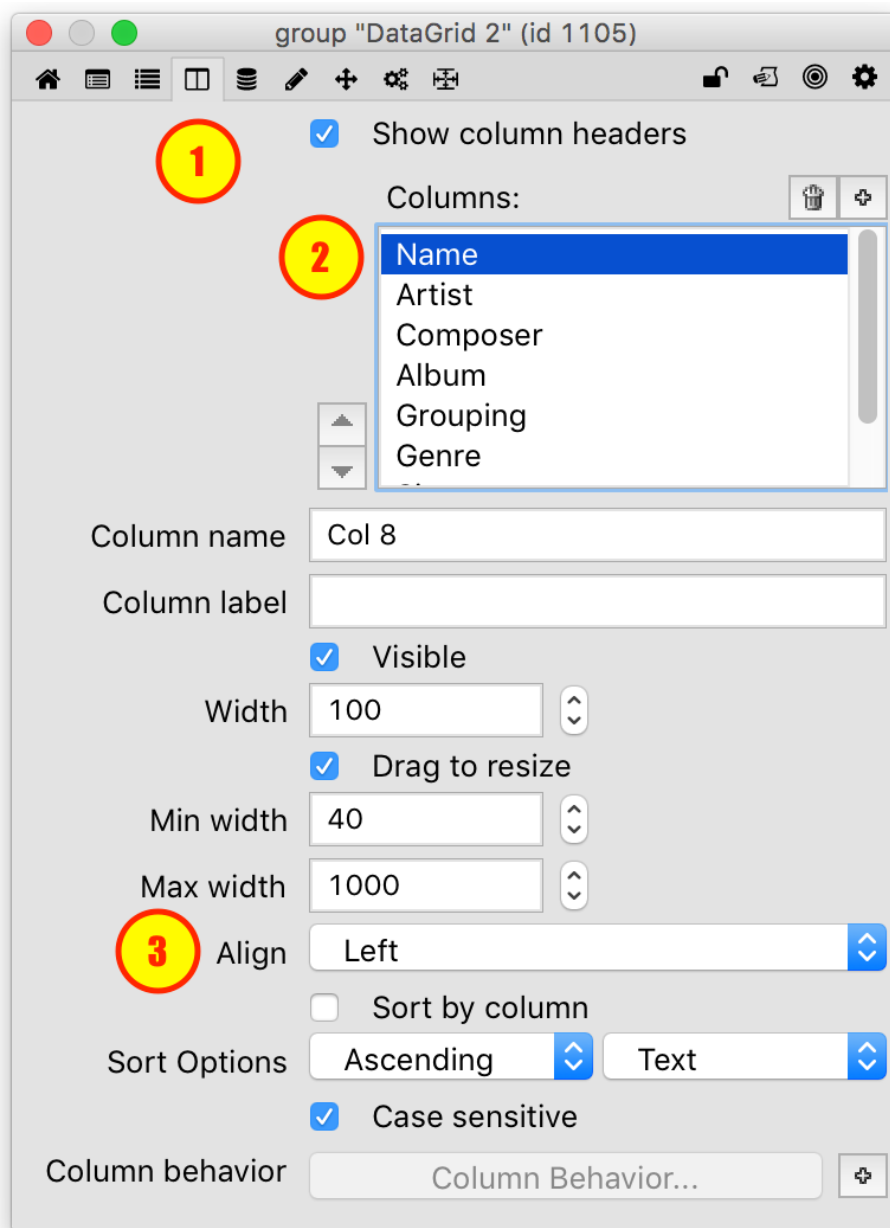 group "DataGrid 2" (id 1105)
1
Show column headers
Columns:
2
Name
Artist
Composer
Album
Grouping
Genre
Column name
Col 8
Column label
Visible
Width
100
Drag to resize
Min width
40
Max width
1000
3
Align
Left
Sort by column
Sort Options
Ascending
Text
Case sensitive
Column behavior
Column Behavior...